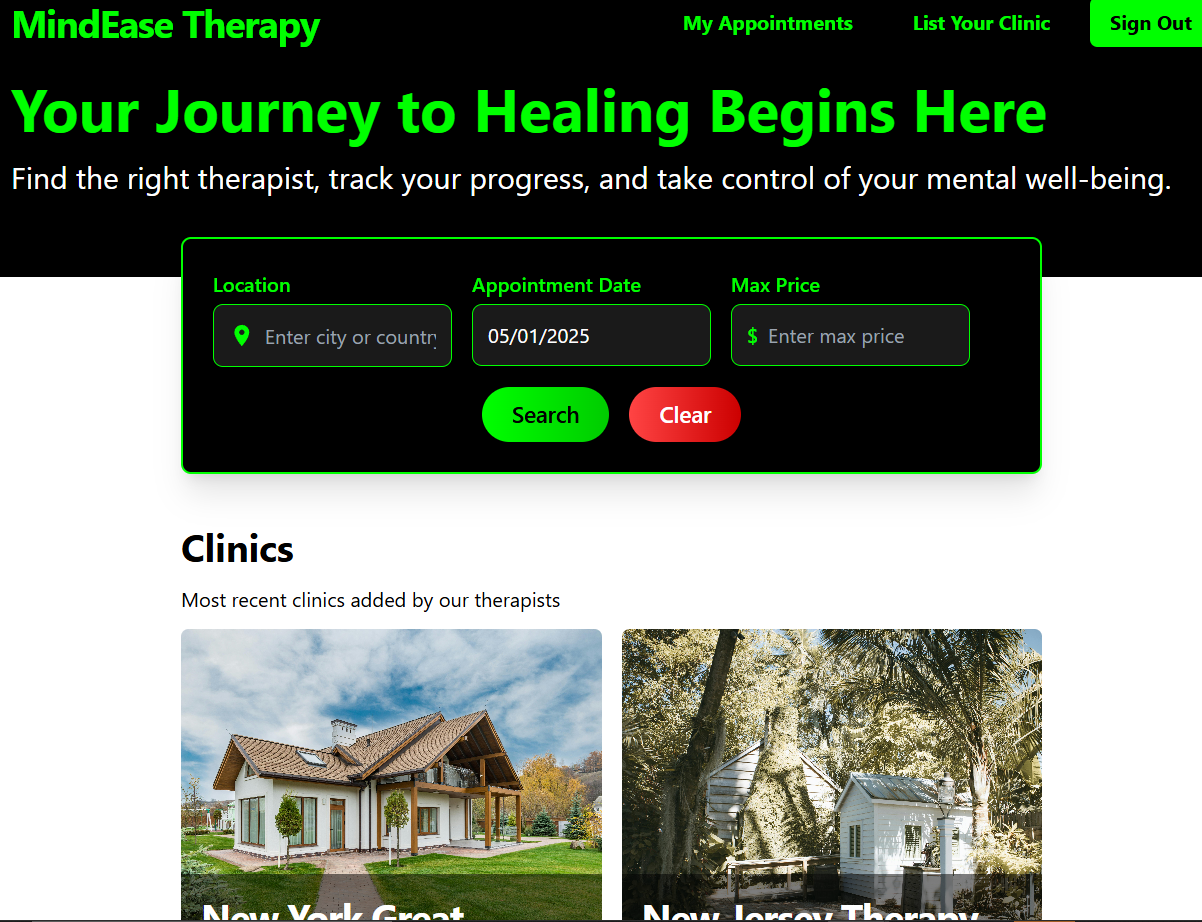 MindEase Therapy
My Appointments
List Your Clinic
Sign Out
Your Journey to Healing Begins Here
Find the right therapist, track your progress, and take control of your mental well-being.
Location
Appointment Date
Max Price
Enter city or country
05/01/2025
$ Enter max price
Search
Clear
Clinics
Most recent clinics added by our therapists
New York Great
New Jersey Therapy